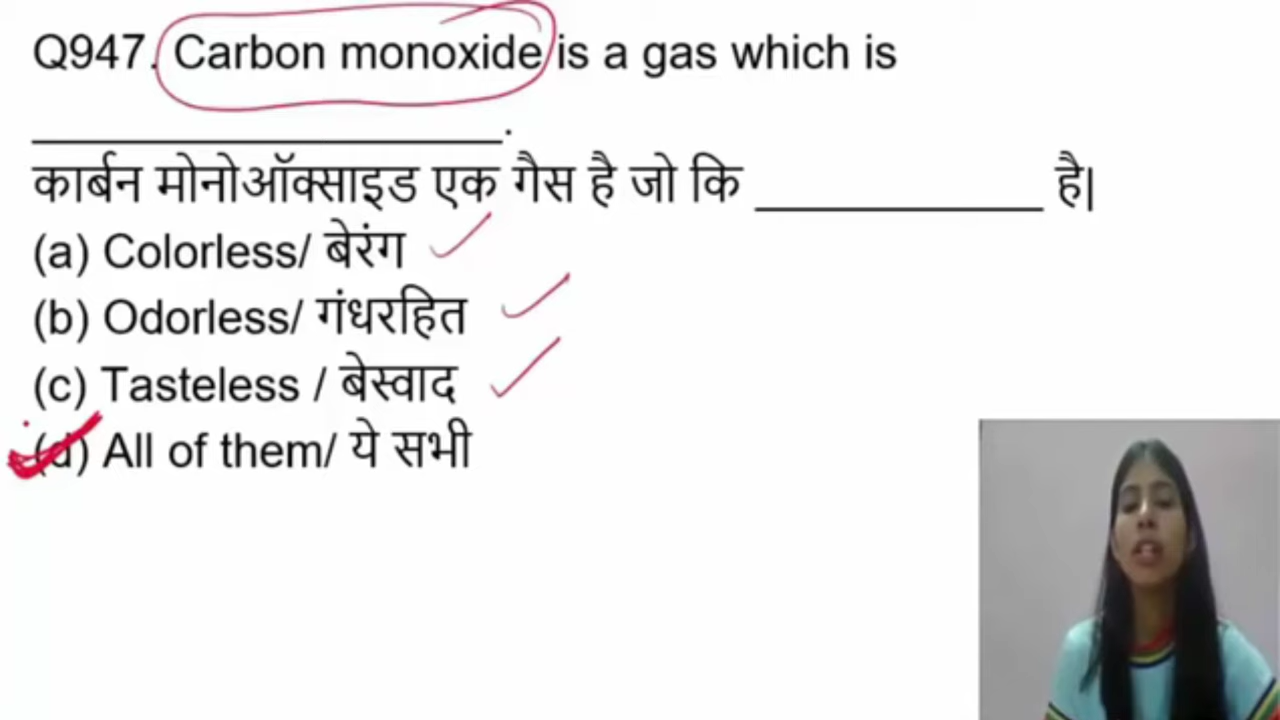 Q947. Carbon monoxide is a gas which is
____________________.
कार्बन मोनोऑक्साइड एक गैस है जो कि ____________ है|
(a) Colorless/ बेरंग
(b) Odorless/ गंधरहित
(c) Tasteless / बेस्वाद
(d) All of them/ ये सभी